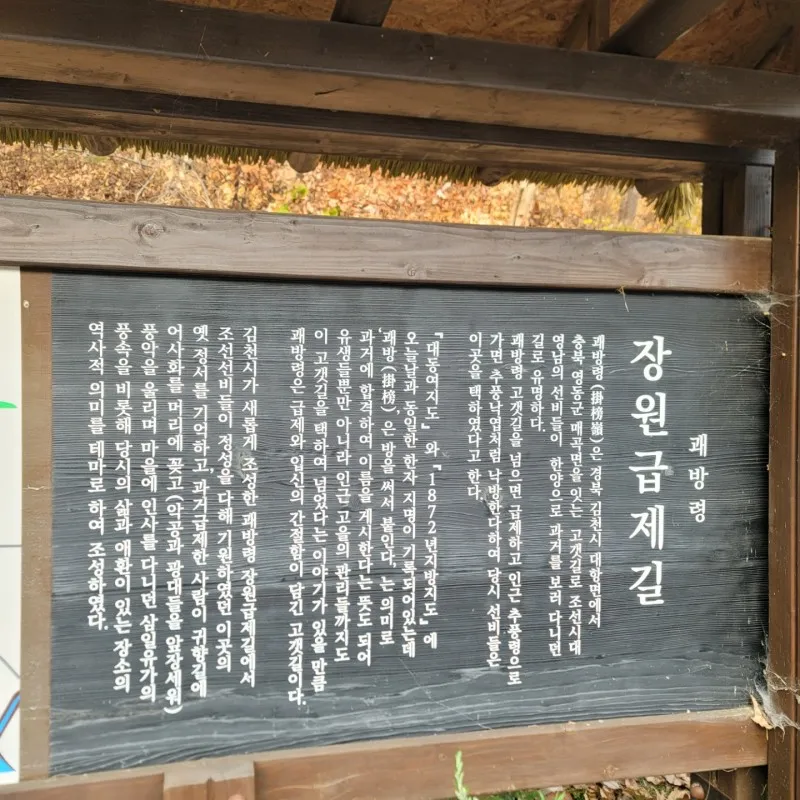 괘방령
장원급제길
괘방령(掛榜嶺)은 경북 김천시 대항면에서
충북 영동군 매곡면을 잇는 고갯길로 조선시대
영남의 선비들이 한양으로 과거를 보러 다니던
길로 유명하다.
괘방령 고갯길을 넘으면 급제하고 인근 추풍령으로
가면 추풍낙엽처럼 낙방한다하여 당시 선비들은
이곳을 택하였다고 한다.
『대동여지도』와 『1872년지방지도』에
오늘날과 동일한 한자 지명이 기록되어있는데
‘괘방(掛榜)’은 방을 써서 붙인다, 는 의미로
과거에 합격하여 이름을 게시한다는 뜻도 되어
유생들뿐만 아니라 인근 고을의 관리들까지도
이 고갯길을 택하여 넘었다는 이야기가 있을 만큼
괘방령은 급제와 입신의 간절함이 담긴 고갯길이다.
김천시가 새롭게 조성한 괘방령 장원급제길에서
조선선비들이 정성을 다해 기원하였던 이곳의
옛 정서를 기억하고, 과거급제한 사람이 귀향길에
어사화를 머리에 꽂고(악공과 광대들을 앞장세워)
풍악을 울리며 마을에 인사를 다니던 삼일유가의
풍속을 비롯해 당시의 삶과 애환이 있는 장소의
역사적 의미를 테마로 하여 조성하였다.